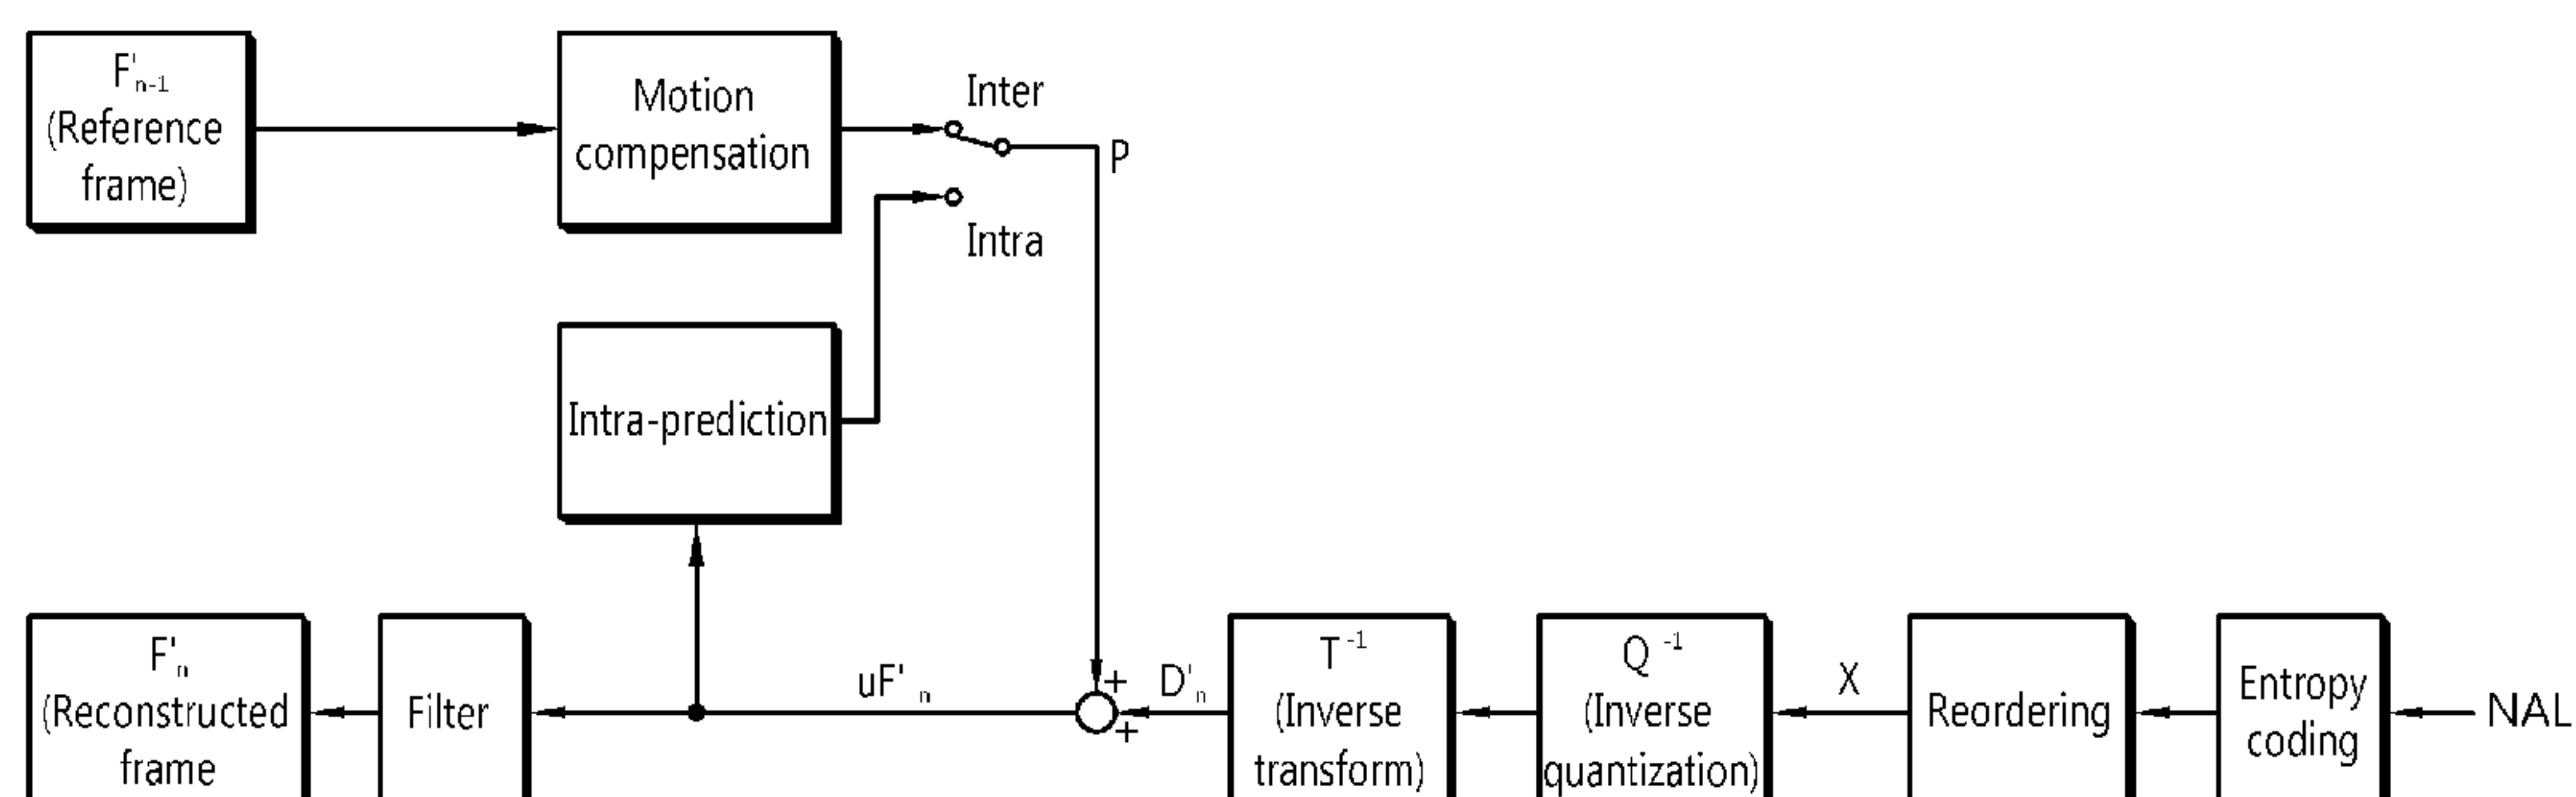 F'n-1
(Reference
frame)
Motion
compensation
Inter
P
Intra
Intra-prediction
F'n
(Reconstructed
frame
Filter
uF'n
+
+
D'n
T-1
(Inverse
transform)
Q-1
(Inverse
quantization)
X
Reordering
Entropy
coding
NAL